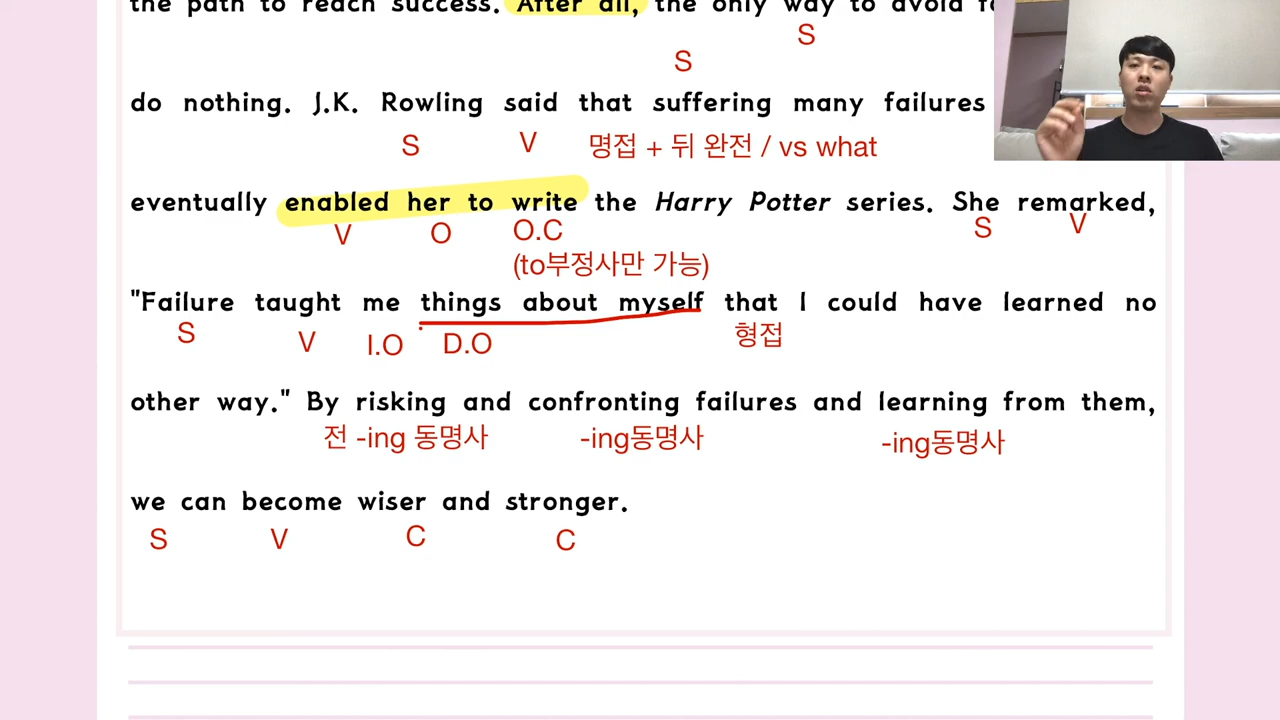 the path to reach success. After all, the only way to avoid
S
S
do nothing. J.K. Rowling said that suffering many failures
S V 명접 + 뒤 완전 / vs what
eventually enabled her to write the Harry Potter series. She remarked,
V O O.C S V
(to부정사만 가능)
"Failure taught me things about myself that I could have learned no
S V I.O D.O 형접
other way." By risking and confronting failures and learning from them,
전 -ing 동명사 -ing동명사 -ing동명사
we can become wiser and stronger.
S V C C